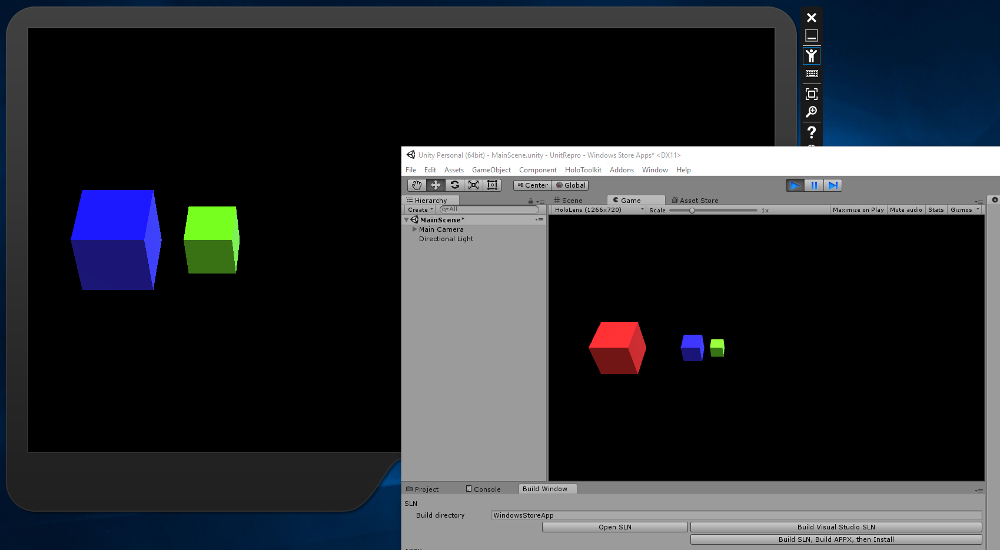 ?
Unity Personal (64bit) - MainScene.unity - UnitRepro - Windows Store Apps* <DX11>
File Edit Assets GameObject Component HoloToolkit Addons Window Help
Center Global
Hierarchy
Scene Game Asset Store
Create All
HoloLens (1266x720) Scale 1x Maximize on Play Mute audio Stats Gizmos
MainScene*
Main Camera
Directional Light
Project Console Build Window
SLN
Build directory WindowsStoreApp
Open SLN Build Visual Studio SLN
Build SLN, Build APPX, then Install